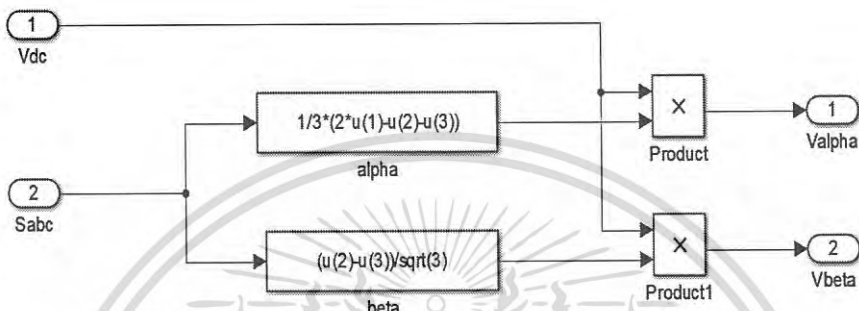 1
Vdc
1/3*(2*u(1)-u(2)-u(3))
alpha
×
Product
1
Valpha
2
Sabc
(u(2)-u(3))/sqrt(3)
beta
×
Product1
2
Vbeta